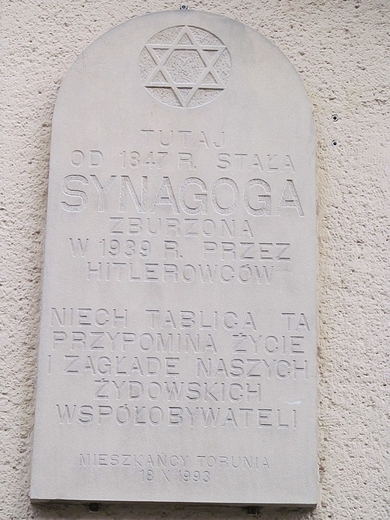 TUTAJ
OD 1847 R. STAŁA
SYNAGOGA
ZBURZONA
W 1939 R. PRZEZ
HITLEROWCÓW
NIECH TABLICA TA
PRZYPOMINA ŻYCIE
I ZAGŁADĘ NASZYCH
ŻYDOWSKICH
WSPÓŁOBYWATELI
MIESZKAŃCY TORUNIA
18 X 1993